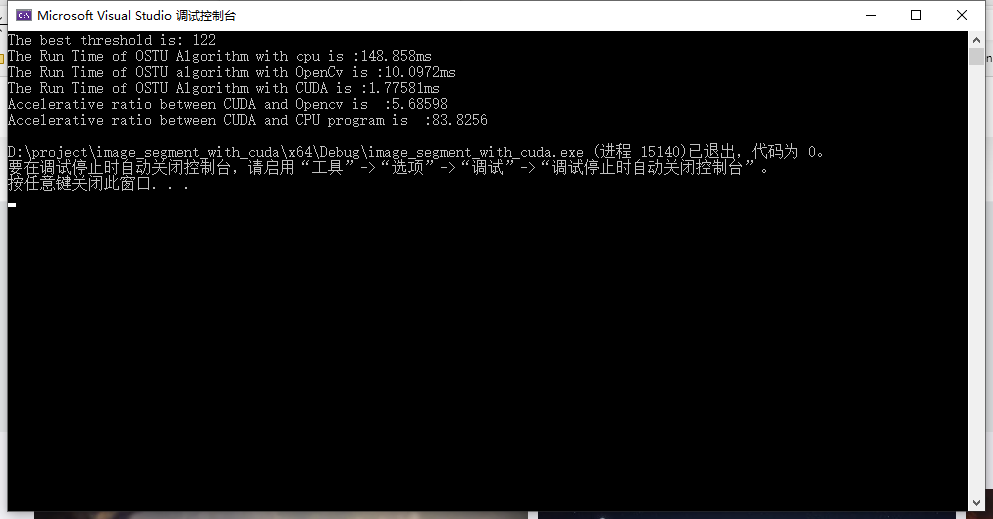 Microsoft Visual Studio 调试控制台
The best threshold is: 122
The Run Time of OSTU Algorithm with cpu is :148.858ms
The Run Time of OSTU algorithm with OpenCv is :10.0972ms
The Run Time of OSTU Algorithm with CUDA is :1.77581ms
Accelerative ratio between CUDA and Opencv is  :5.68598
Accelerative ratio between CUDA and CPU program is  :83.8256
D:\project\image_segment_with_cuda\x64\Debug\image_segment_with_cuda.exe (进程 15140)已退出，代码为 0。
要在调试停止时自动关闭控制台，请启用“工具”->“选项”->“调试”->“调试停止时自动关闭控制台”。
按任意键关闭此窗口. . .